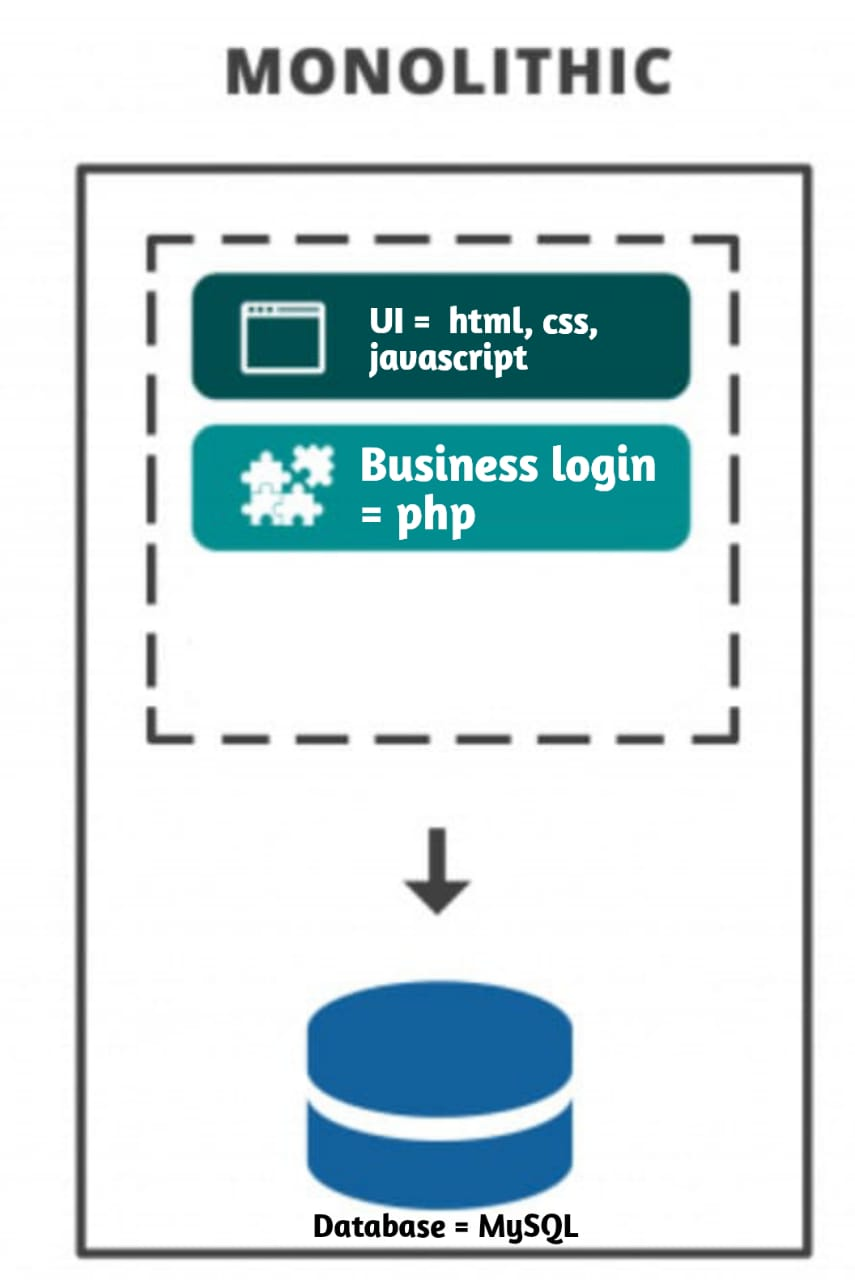 MONOLITHIC
UI = html, css,
javascript
Business login
= php
Database = MySQL